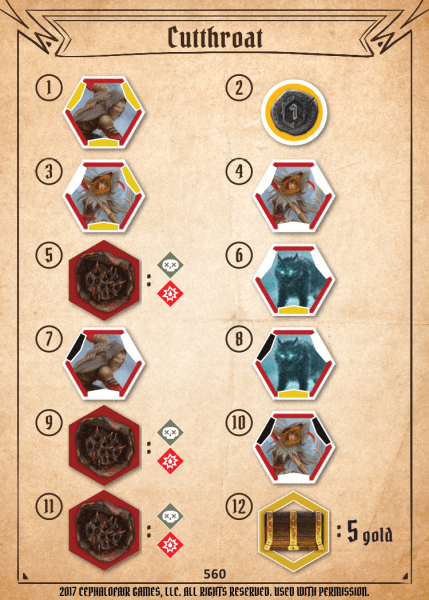 Cutthroat
1 2
1
3 4
5 : 6
7 8
9 : 10
11 : 12 : 5 gold
560
2017 CEPHALOFAIR GAMES, LLC. ALL RIGHTS RESERVED. USED WITH PERMISSION.